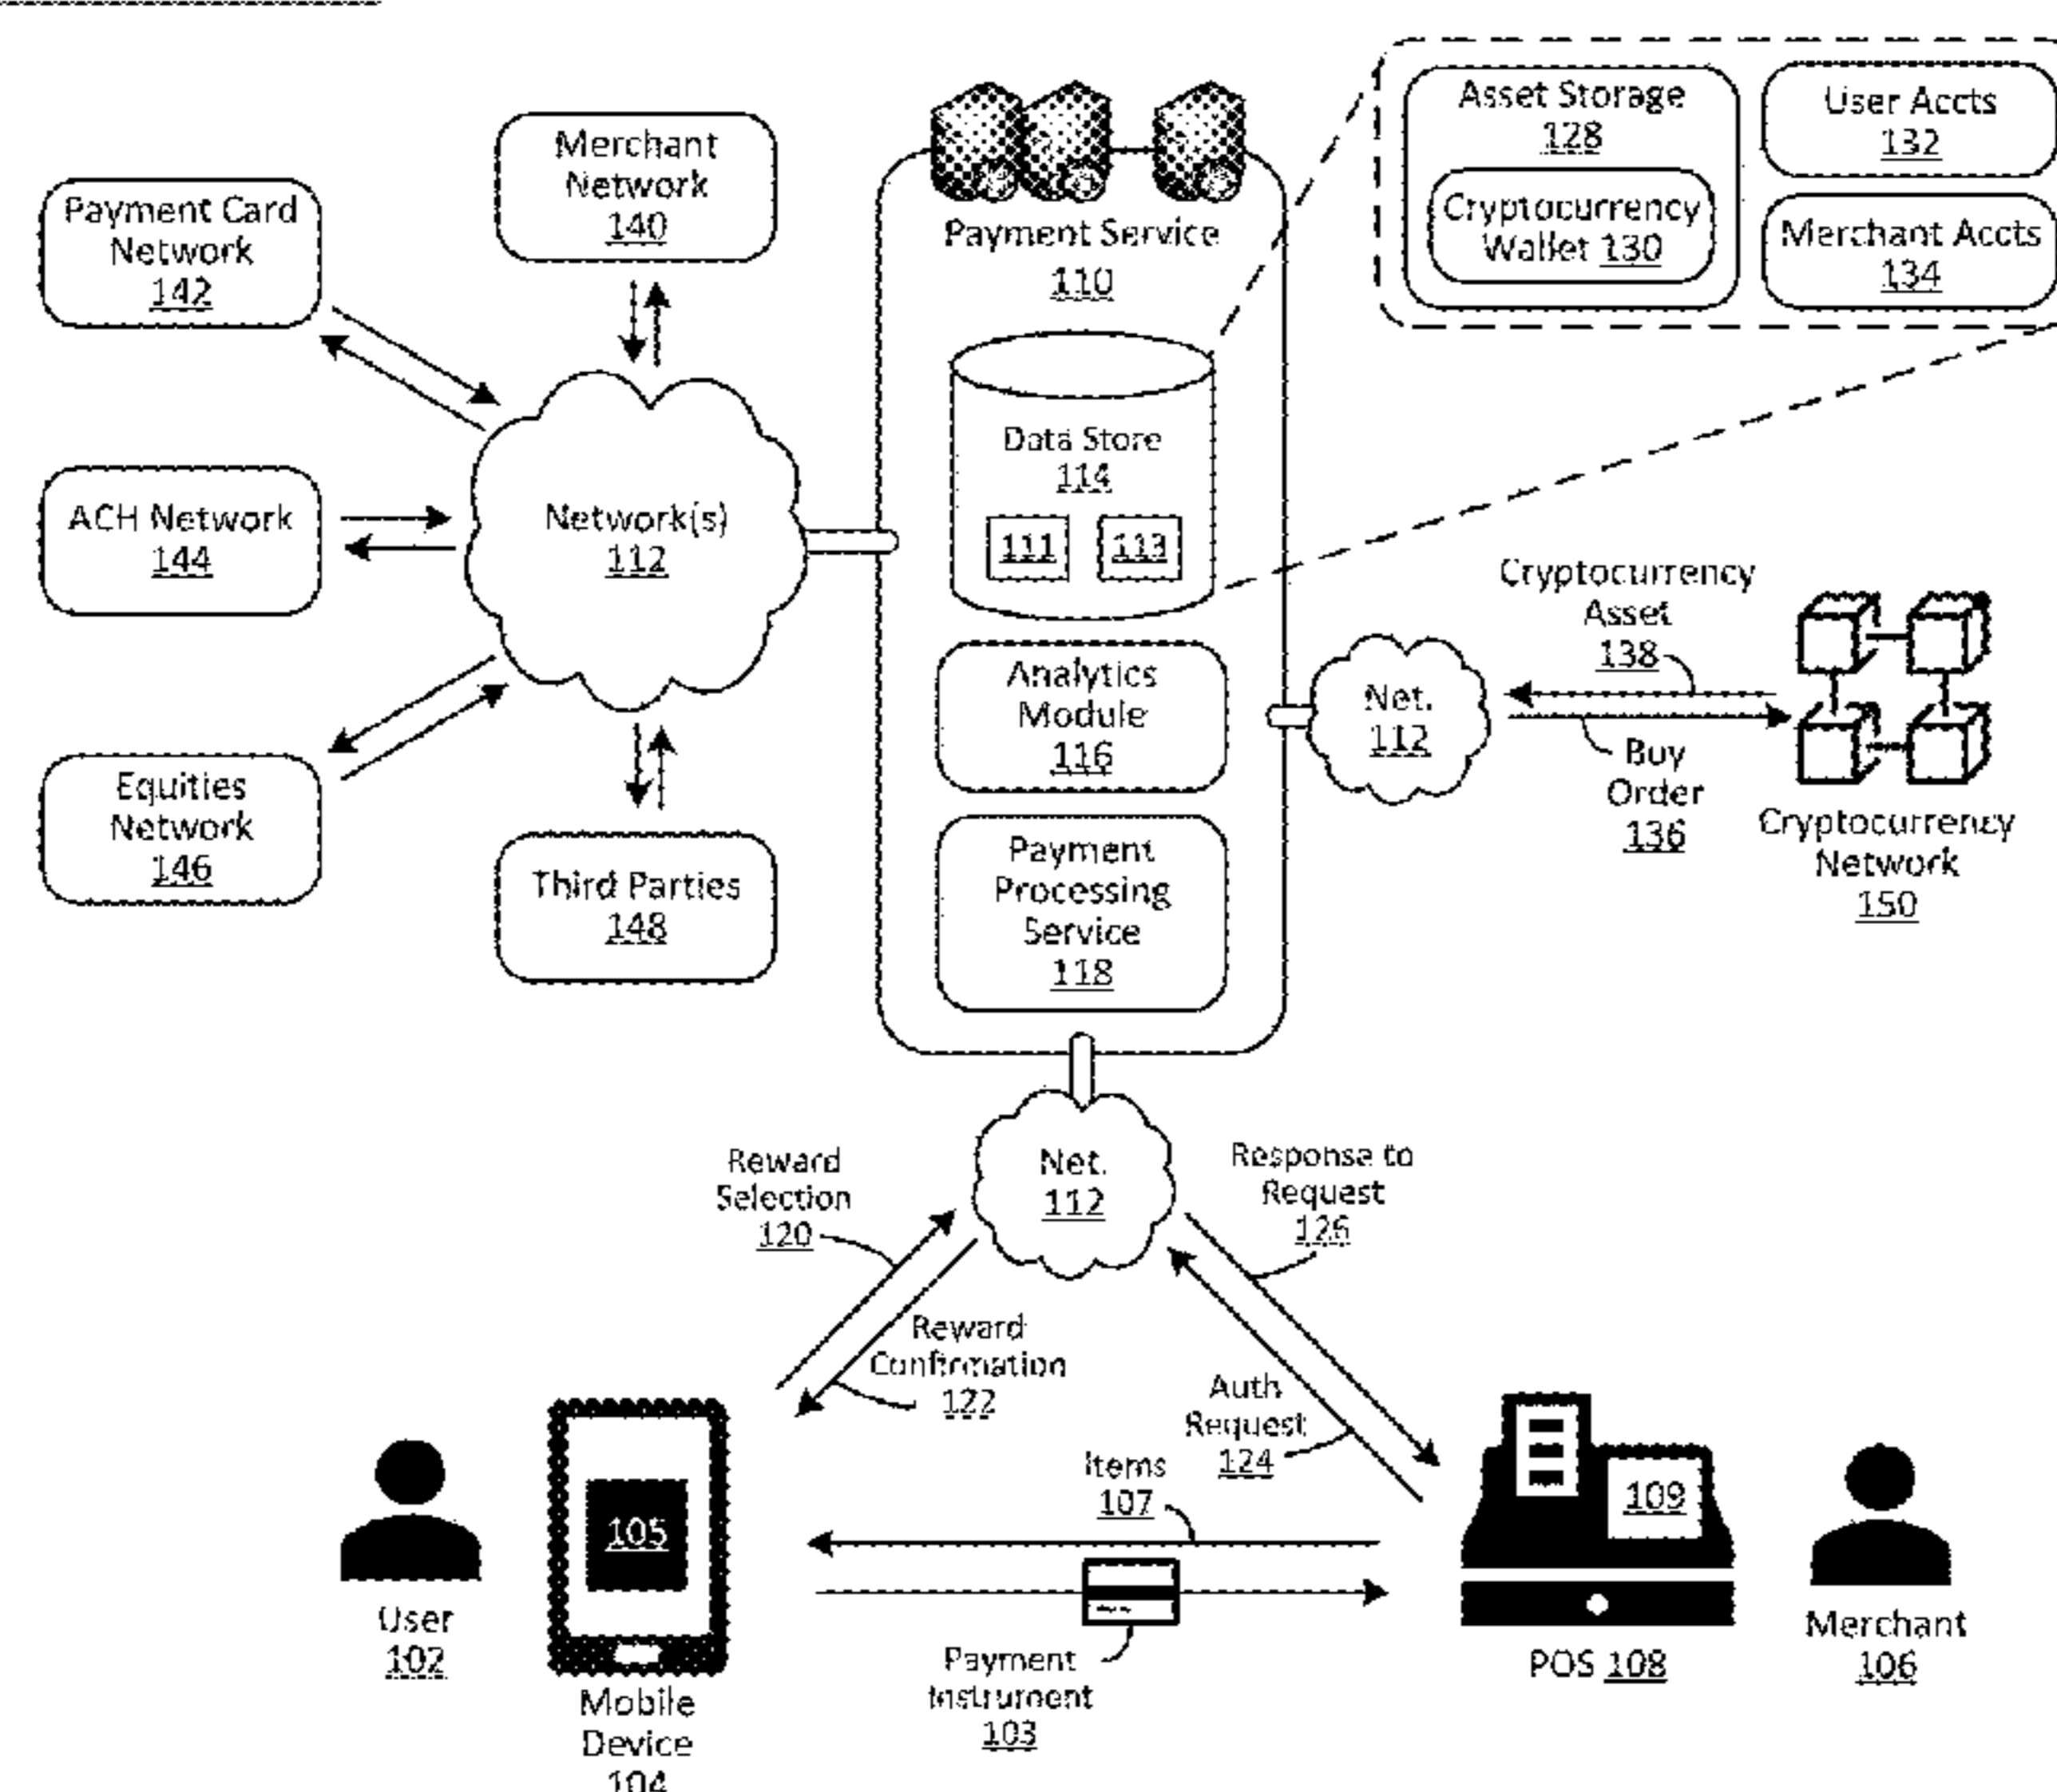 Merchant
Network
140
Payment Card
Network
142
ACH Network
144
Equities
Network
146
Third Parties
148
Network(s)
112
Payment Service
110
Data Store
114
111
113
Analytics
Module
116
Payment
Processing
Service
118
Asset Storage
128
Cryptocurrency
Wallet 130
User Accts
132
Merchant Accts
134
Cryptocurrency
Asset
138
Net.
112
Buy
Order
136
Cryptocurrency
Network
150
Net.
112
Reward
Selection
120
Reward
Confirmation
122
Response to
Request
126
Auth
Request
124
Items
107
105
109
User
102
Mobile
Device
104
Payment
Instrument
103
POS 108
Merchant
106